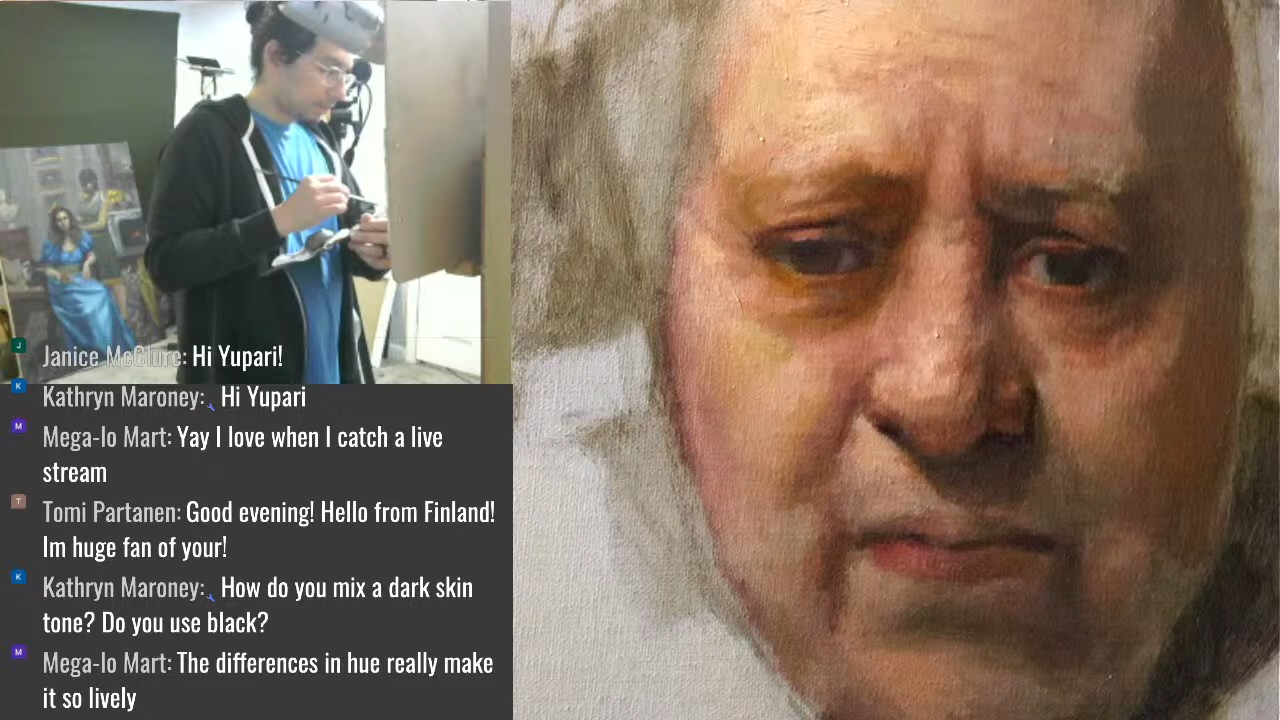 J
Janice McClure: Hi Yupari!
K
Kathryn Maroney: Hi Yupari
M
Mega-lo Mart: Yay I love when I catch a live
stream
T
Tomi Partanen: Good evening! Hello from Finland!
Im huge fan of your!
K
Kathryn Maroney: How do you mix a dark skin
tone? Do you use black?
M
Mega-lo Mart: The differences in hue really make
it so lively